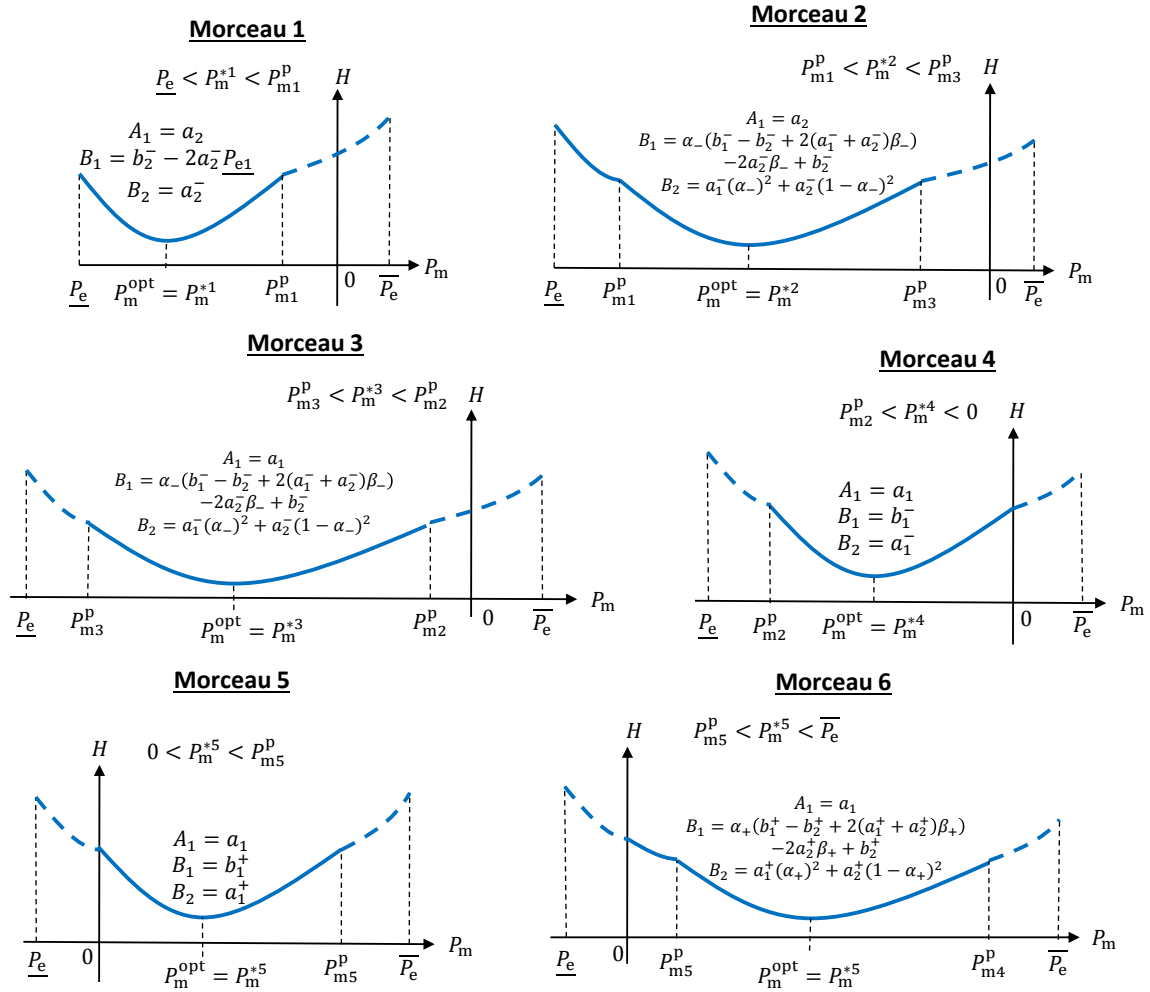 Morceau 1
P_e < P_m^{*1} < P_{m1}^p
H
A_1 = a_2
B_1 = b_2^- − 2a_2^- P_{e1}
B_2 = a_2^-
P_e P_m^{opt} = P_m^{*1} P_{m1}^p 0 P_e P_m
Morceau 2
P_{m1}^p < P_m^{*2} < P_{m3}^p
H
A_1 = a_2
B_1 = α_−(b_1^- − b_2^- + 2(a_1^- + a_2^-)β_−)
−2a_2^-β_− + b_2^-
B_2 = a_1^-(α_−)^2 + a_2^-(1 − α_−)^2
P_e P_{m1}^p P_m^{opt} = P_m^{*2} P_{m3}^p 0 P_e P_m
Morceau 3
P_{m3}^p < P_m^{*3} < P_{m2}^p
H
A_1 = a_1
B_1 = α_−(b_1^- − b_2^- + 2(a_1^- + a_2^-)β_−)
−2a_2^-β_− + b_2^-
B_2 = a_1^-(α_−)^2 + a_2^-(1 − α_−)^2
P_e P_{m3}^p P_m^{opt} = P_m^{*3} P_{m2}^p 0 P_e P_m
Morceau 4
P_{m2}^p < P_m^{*4} < 0
H
A_1 = a_1
B_1 = b_1^-
B_2 = a_1^-
P_e P_{m2}^p P_m^{opt} = P_m^{*4} 0 P_e P_m
Morceau 5
H
0 < P_m^{*5} < P_{m5}^p
A_1 = a_1
B_1 = b_1^+
B_2 = a_1^+
P_e 0 P_m^{opt} = P_m^{*5} P_{m5}^p P_e P_m
Morceau 6
P_{m5}^p < P_m^{*5} < P_e
H
A_1 = a_1
B_1 = α_+(b_1^+ − b_2^+ + 2(a_1^+ + a_2^+)β_+)
−2a_2^+β_+ + b_2^+
B_2 = a_1^+(α_+)^2 + a_2^+(1 − α_+)^2
P_e 0 P_{m5}^p P_m^{opt} = P_m^{*5} P_{m4}^p P_e P_m